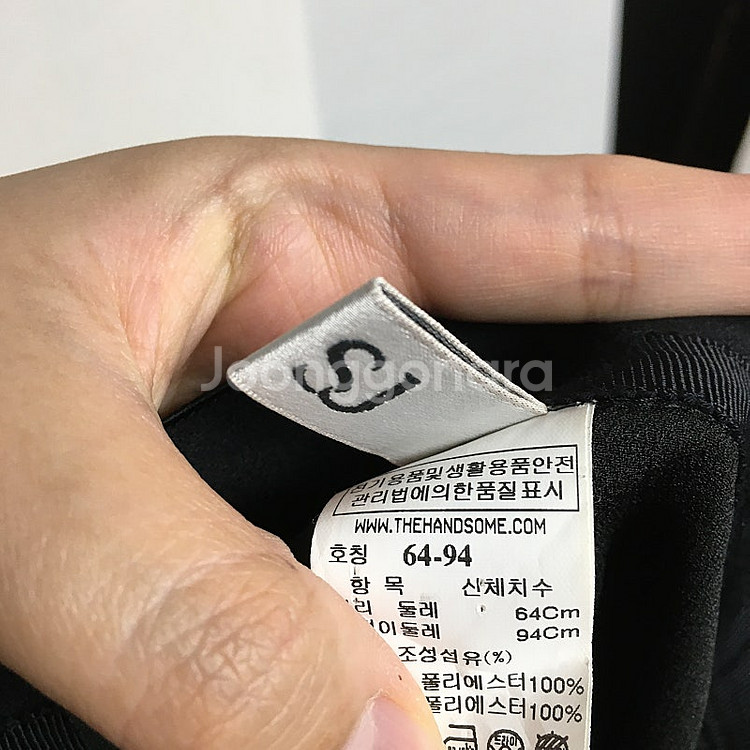 Joonggonara
전기용품및생활용품안전
관리법에의한품질표시
WWW.THEHANDSOME.COM
호칭 64-94
항 목 신체치수
둘레 64Cm
이둘레 94Cm
조성섬유(%)
폴리에스터100%
폴리에스터100%
드라이